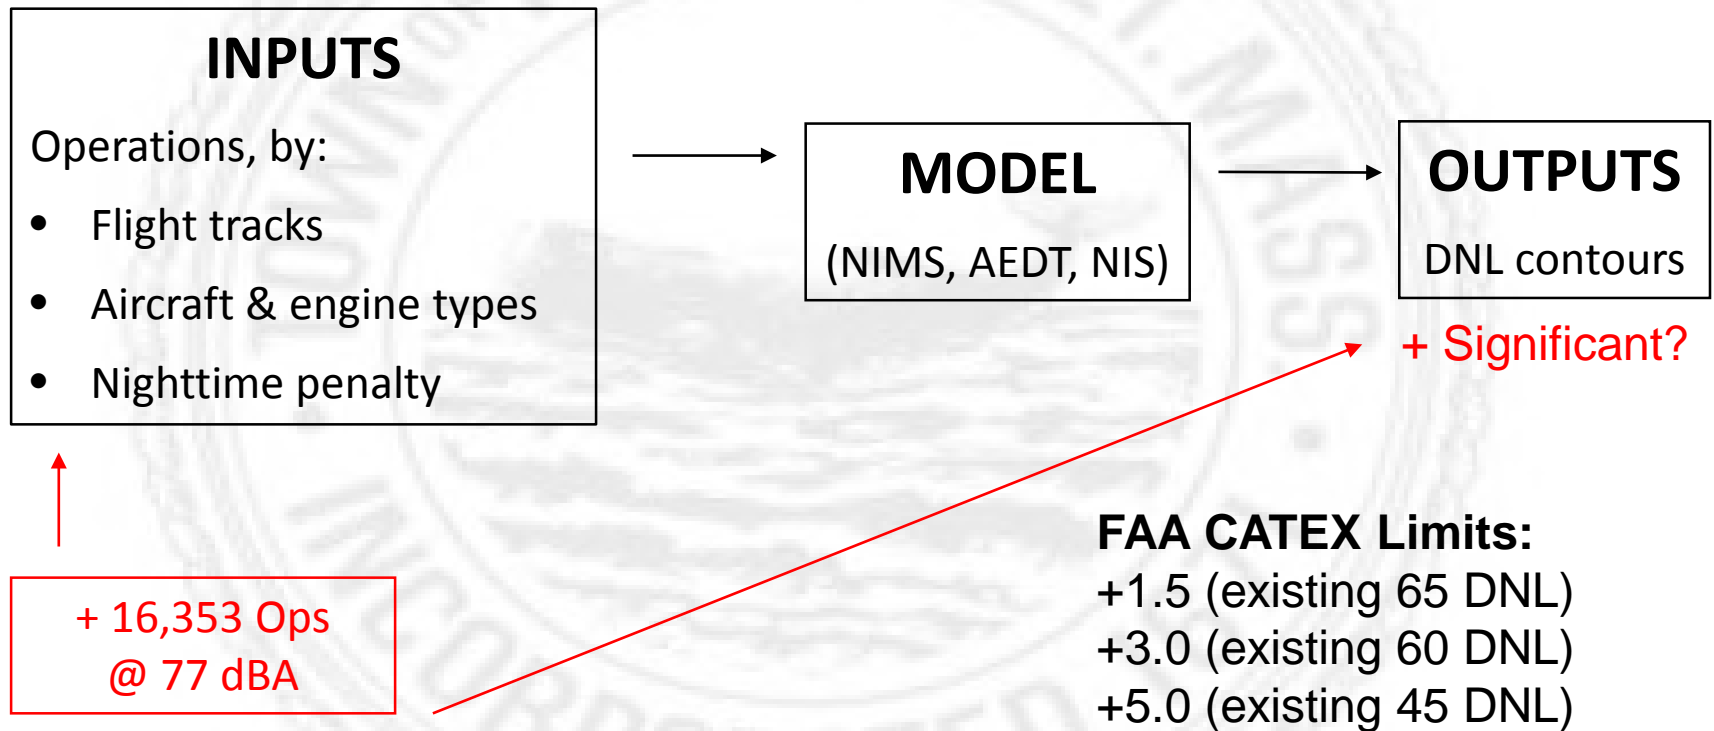 INPUTS
Operations, by:
• Flight tracks
• Aircraft & engine types
• Nighttime penalty
MODEL
(NIMS, AEDT, NIS)
OUTPUTS
DNL contours
+ Significant?
+ 16,353 Ops
@ 77 dBA
FAA CATEX Limits:
+1.5 (existing 65 DNL)
+3.0 (existing 60 DNL)
+5.0 (existing 45 DNL)